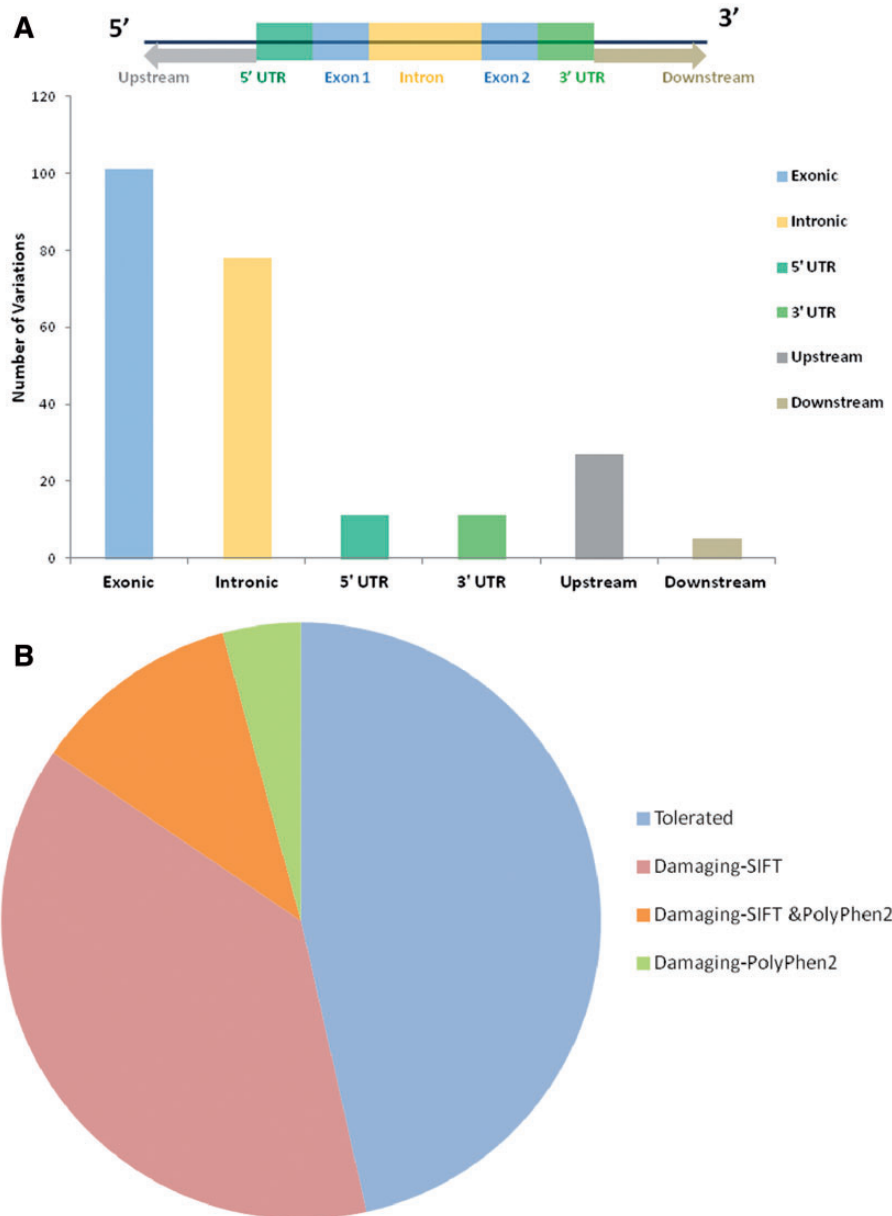 A
5′
3′
Upstream
5′ UTR
Exon 1
Intron
Exon 2
3′ UTR
Downstream
Number of Variations
120
100
80
60
40
20
0
Exonic
Intronic
5' UTR
3' UTR
Upstream
Downstream
Exonic
Intronic
5' UTR
3' UTR
Upstream
Downstream
B
Tolerated
Damaging-SIFT
Damaging-SIFT &PolyPhen2
Damaging-PolyPhen2